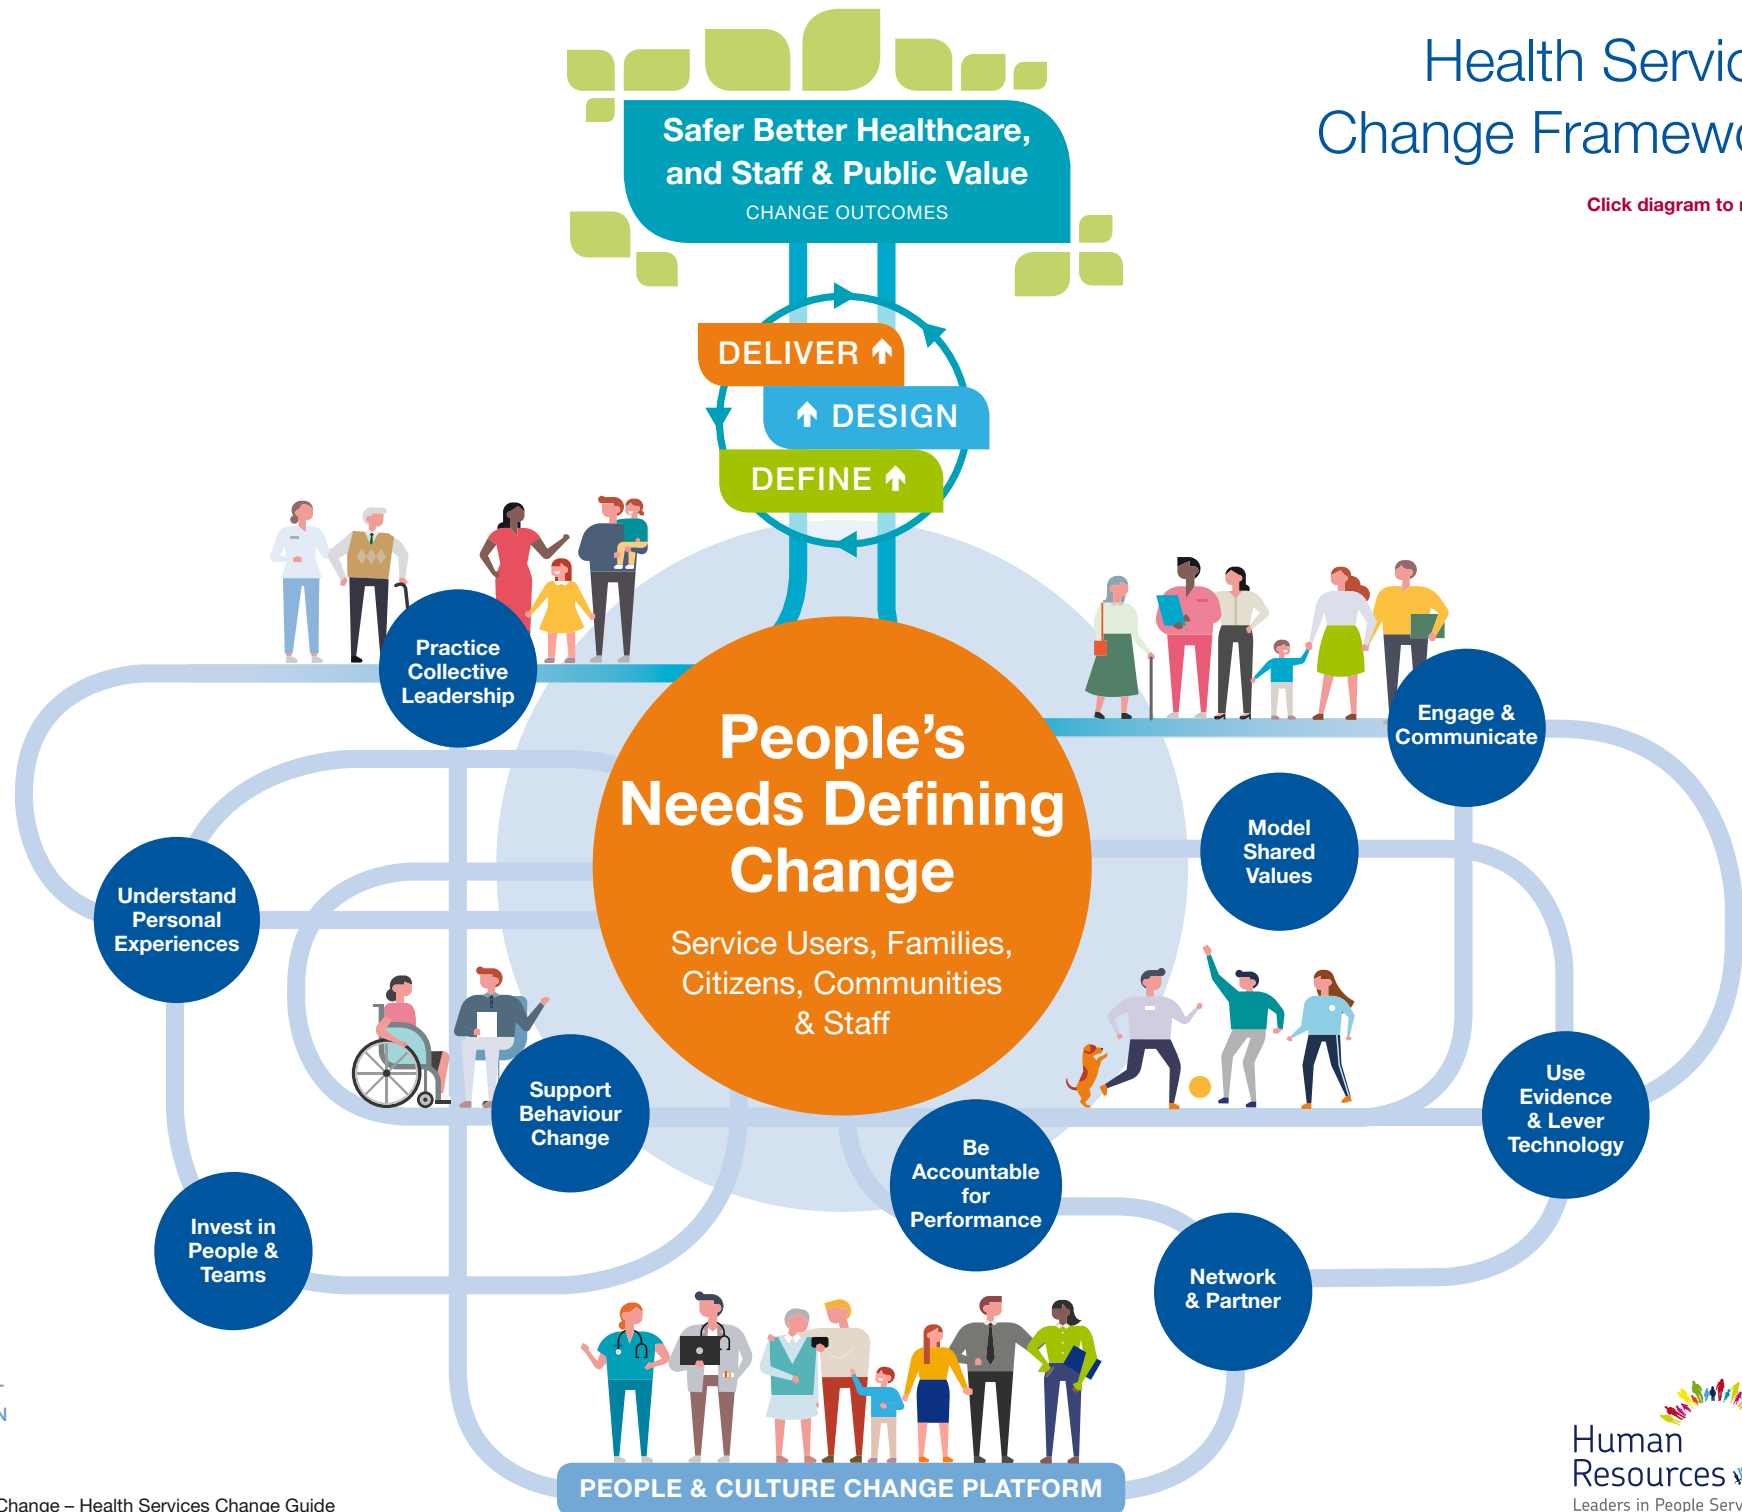 Health Servic
Change Framewo
Click diagram to
Safer Better Healthcare,
and Staff & Public Value
CHANGE OUTCOMES
DELIVER
DESIGN
DEFINE
Practice
Collective
Leadership
Engage &
Communicate
People’s
Needs Defining
Change
Service Users, Families,
Citizens, Communities
& Staff
Model
Shared
Values
Understand
Personal
Experiences
Support
Behaviour
Change
Use
Evidence
& Lever
Technology
Be
Accountable
for
Performance
Invest in
People &
Teams
Network
& Partner
PEOPLE & CULTURE CHANGE PLATFORM
N
Human
Resources
Leaders in People Serv
Change – Health Services Change Guide